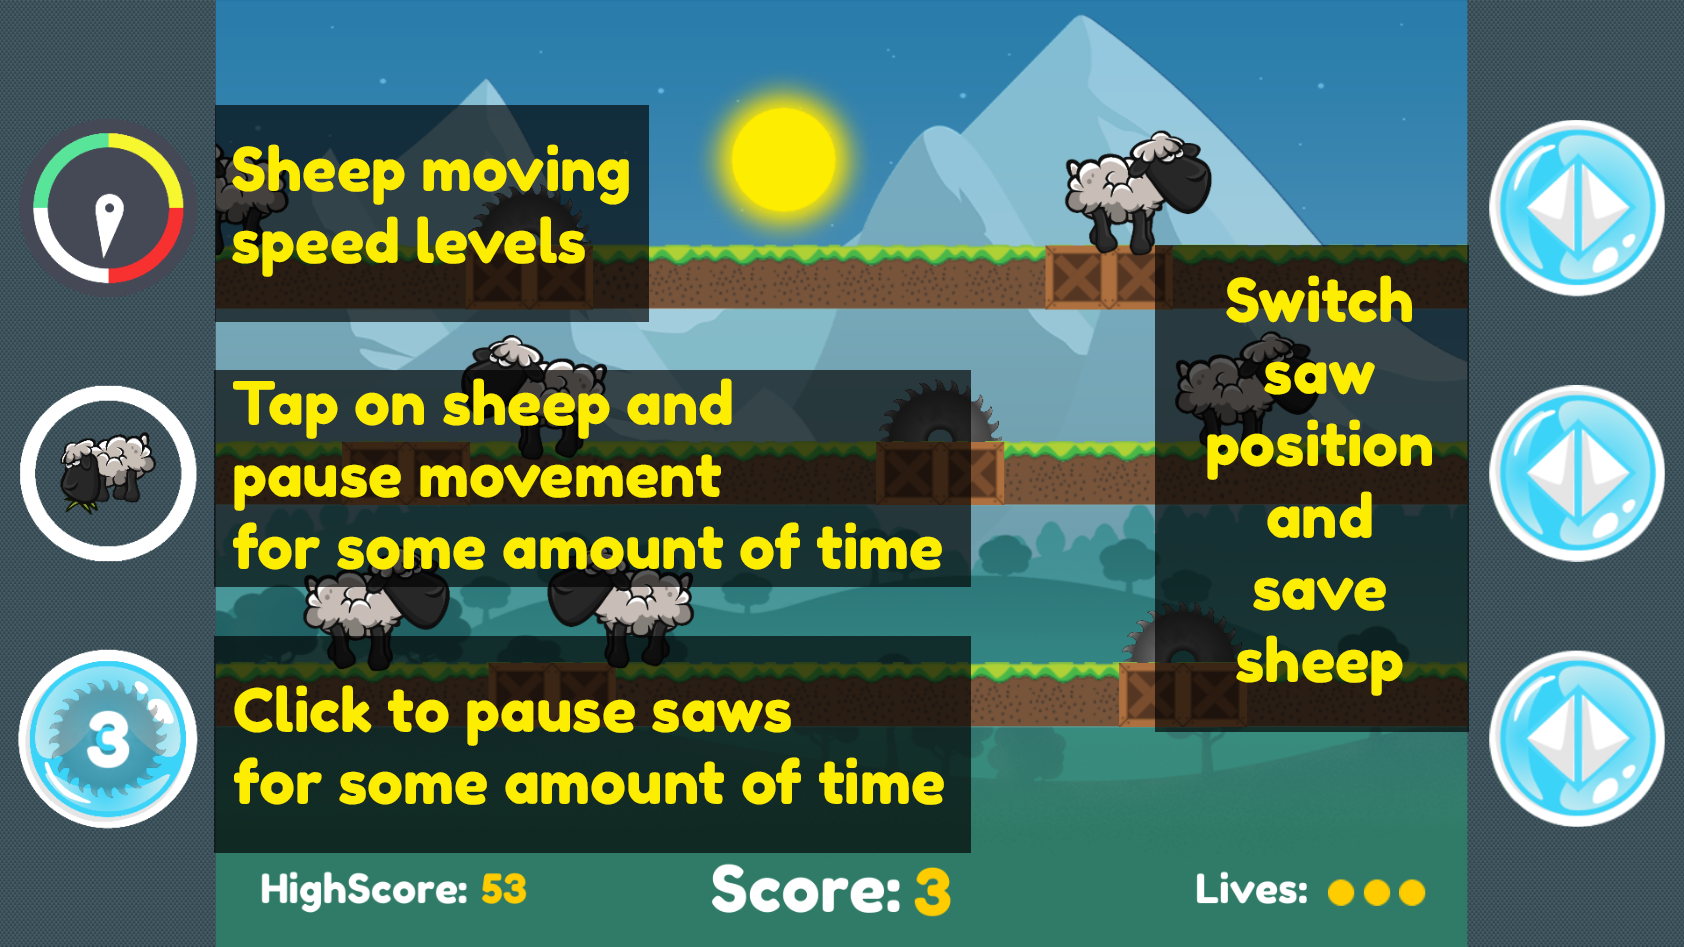 Sheep moving
speed levels
Tap on sheep and
pause movement
for some amount of time
3
Click to pause saws
for some amount of time
Switch
saw
position
and
save
sheep
HighScore: 53
Score: 3
Lives: